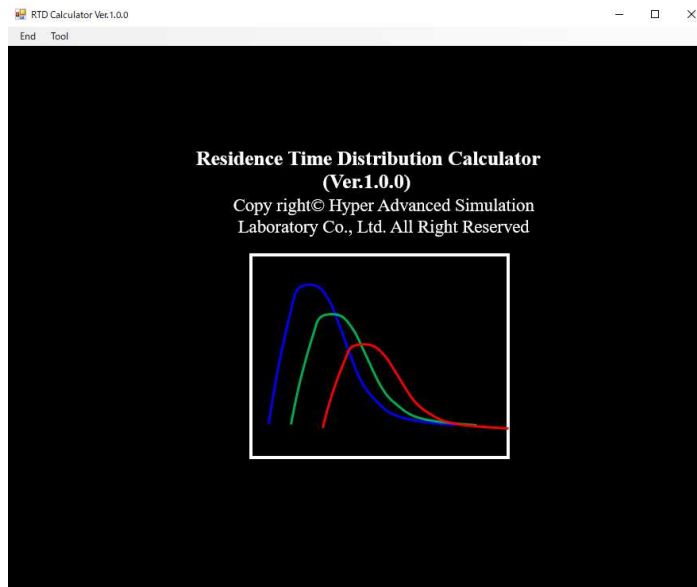 RTD Calculator Ver.1.0.0
End Tool
Residence Time Distribution Calculator
(Ver.1.0.0)
Copy right© Hyper Advanced Simulation
Laboratory Co., Ltd. All Right Reserved